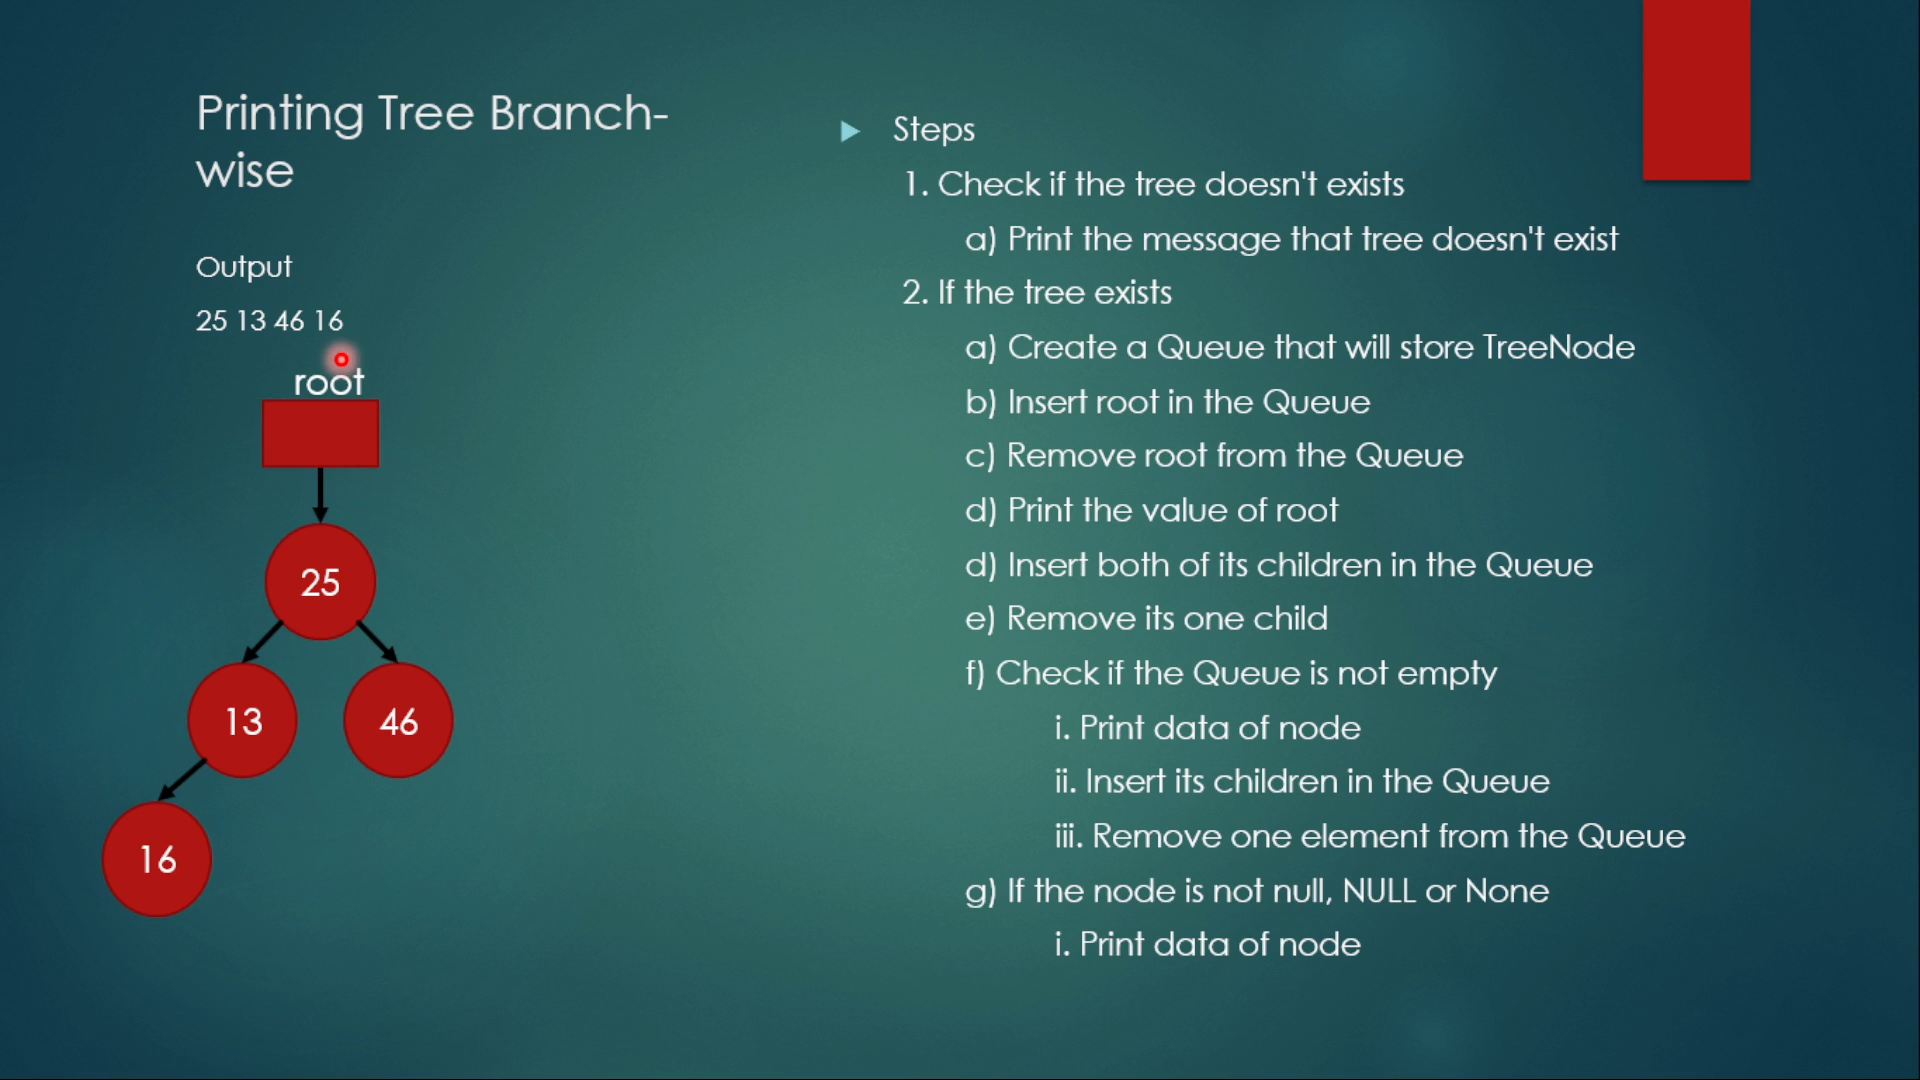 Printing Tree Branch-
wise
Output
25 13 46 16
root
25
13
46
16
Steps
1. Check if the tree doesn't exists
a) Print the message that tree doesn't exist
2. If the tree exists
a) Create a Queue that will store TreeNode
b) Insert root in the Queue
c) Remove root from the Queue
d) Print the value of root
d) Insert both of its children in the Queue
e) Remove its one child
f) Check if the Queue is not empty
i. Print data of node
ii. Insert its children in the Queue
iii. Remove one element from the Queue
g) If the node is not null, NULL or None
i. Print data of node